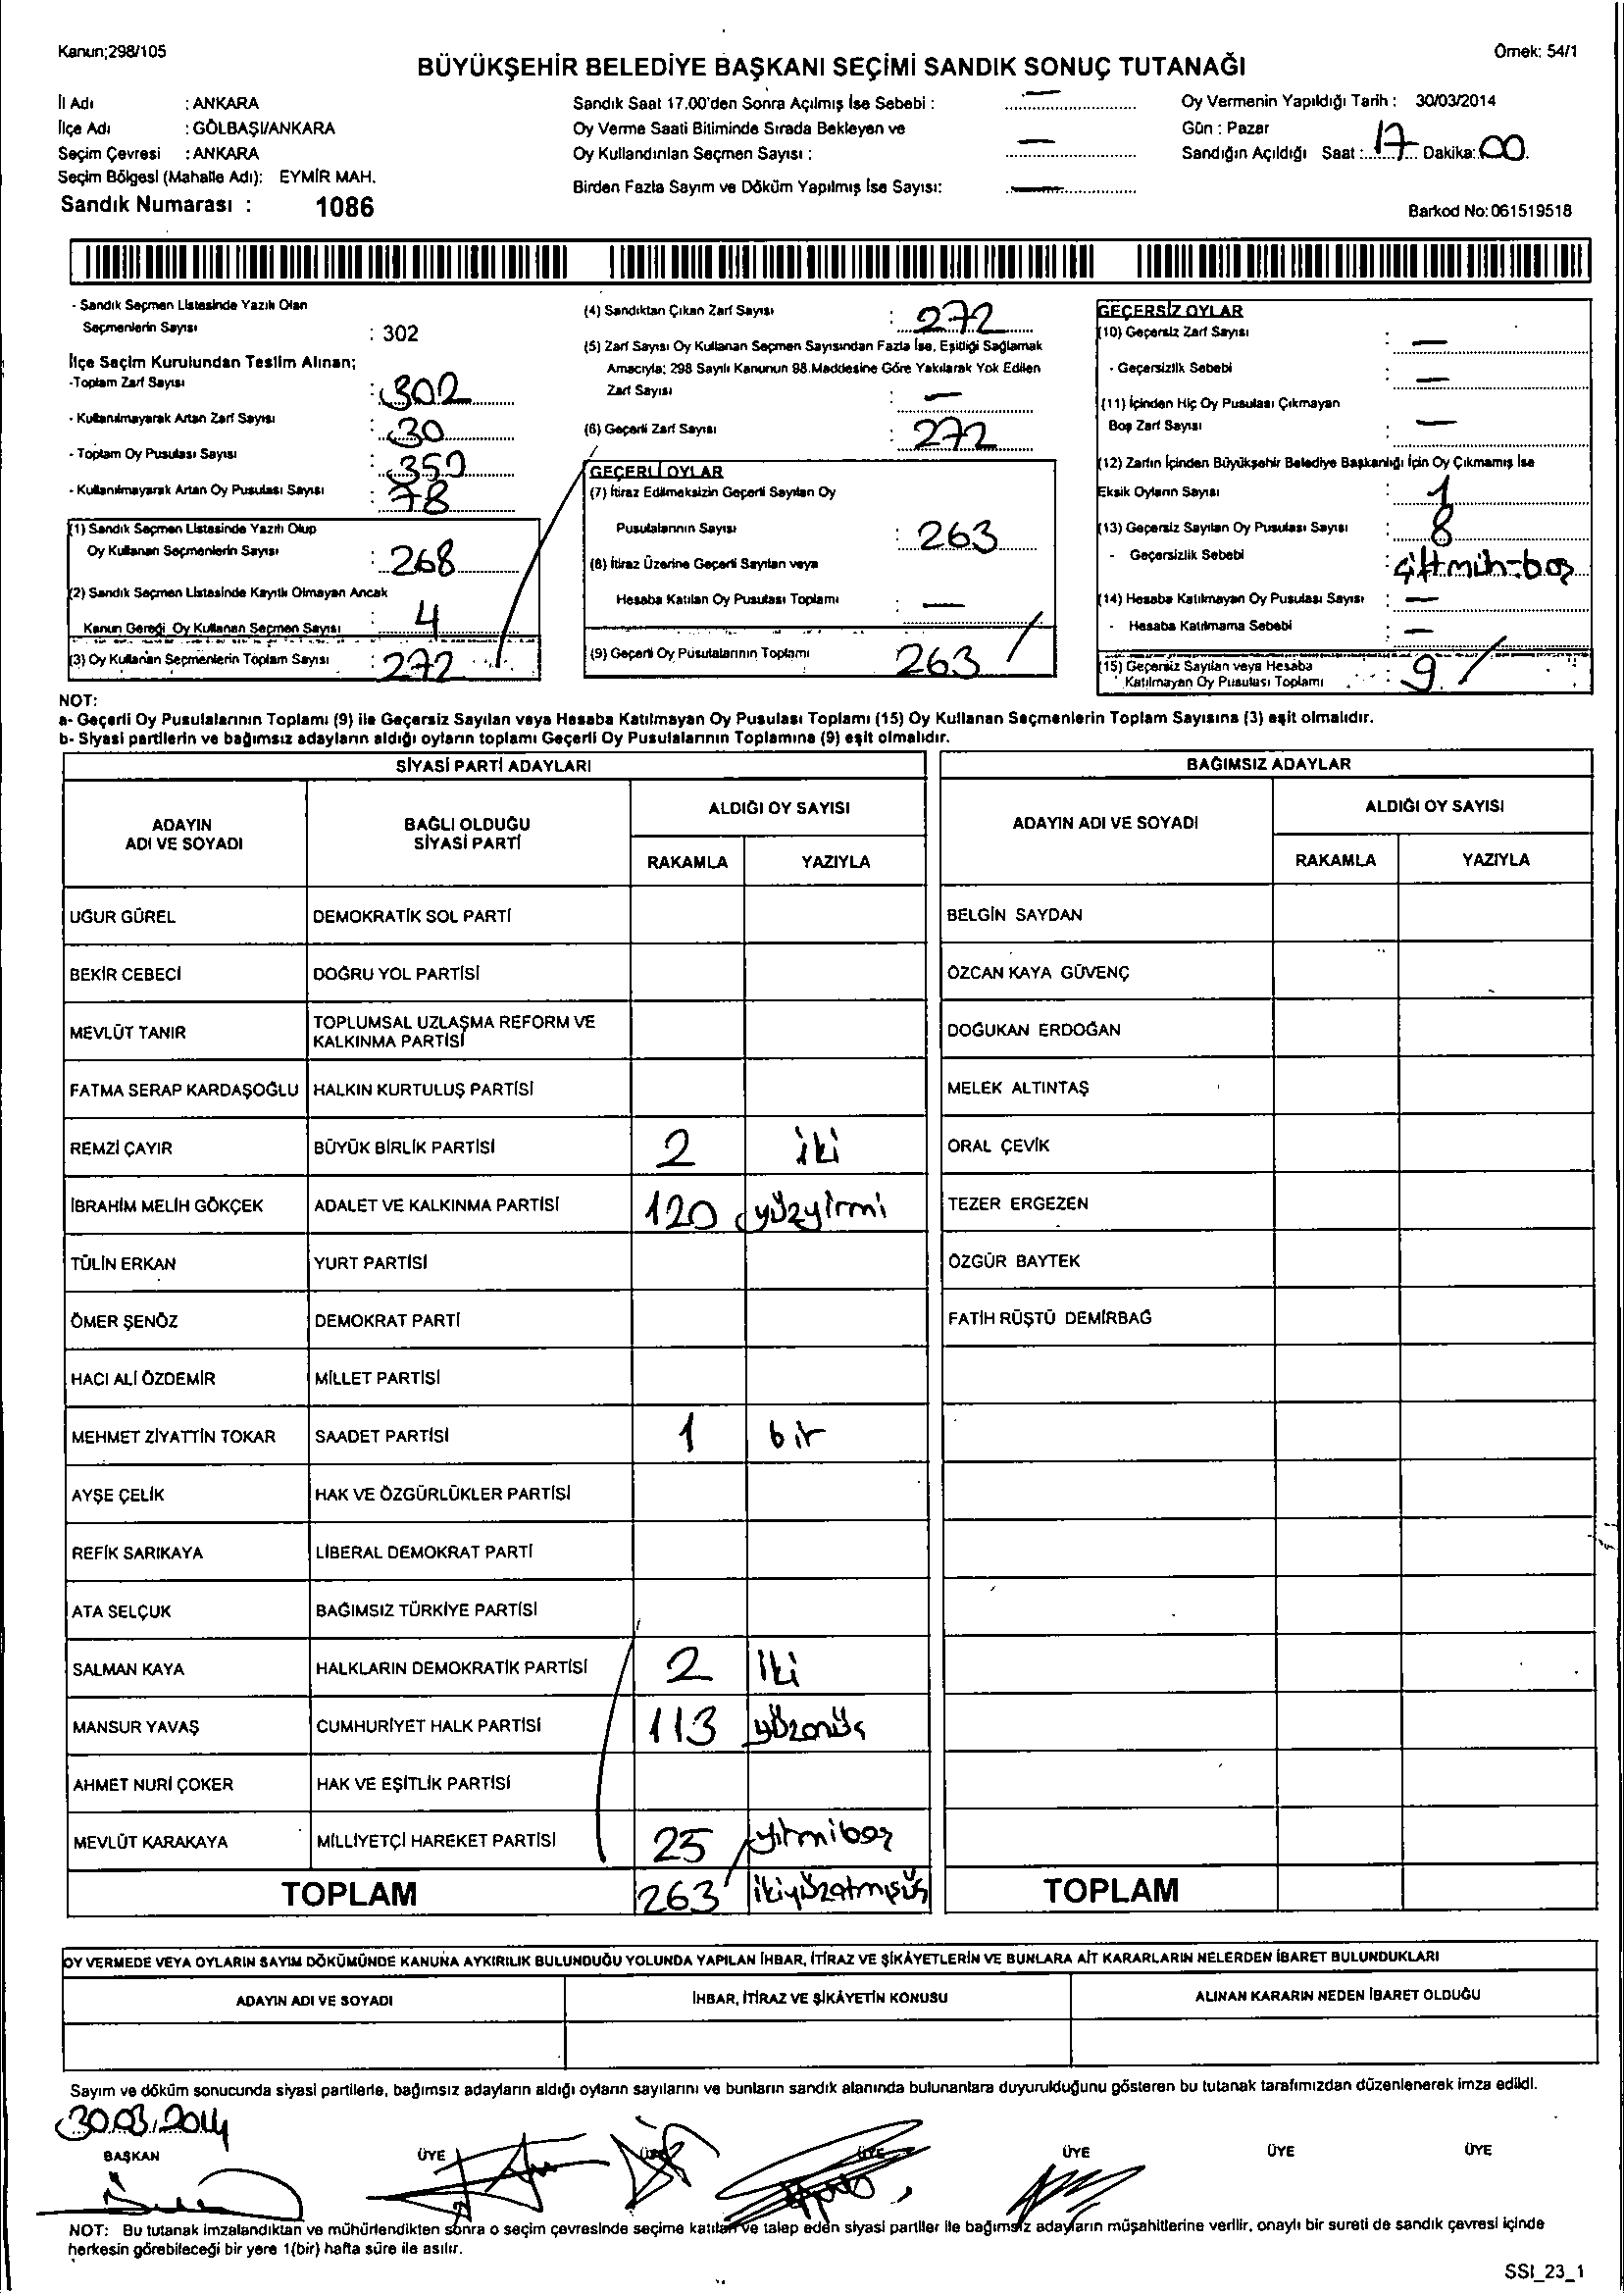 Kanun;298/105
Örnek: 54/1
BÜYÜKŞEHİR BELEDİYE BAŞKANI SEÇİMİ SANDIK SONUÇ TUTANAĞI
İl Adı : ANKARA
İlçe Adı : GÖLBAŞI/ANKARA
Seçim Çevresi : ANKARA
Seçim Bölgesi (Mahalle Adı): EYMİR MAH.
Sandık Numarası : 1086
Sandık Saat 17.00'den Sonra Açılmış İse Sebebi : —
Oy Verme Saati Bitiminde Sırada Bekleyen ve
Oy Kullandırılan Seçmen Sayısı : —
Birden Fazla Sayım ve Döküm Yapılmış İse Sayısı: —
Oy Vermenin Yapıldığı Tarih : 30/03/2014
Gün : Pazar
Sandığın Açıldığı Saat : 17 Dakika: 00
Barkod No: 061519518
- Sandık Seçmen Listesinde Yazılı Olan
Seçmenlerin Sayısı : 302
İlçe Seçim Kurulundan Teslim Alınan;
-Toplam Zarf Sayısı : 302
- Kullanılmayarak Artan Zarf Sayısı : 30
- Toplam Oy Pusulası Sayısı : 350
- Kullanılmayarak Artan Oy Pusulası Sayısı : 78
(1) Sandık Seçmen Listesinde Yazılı Olup
Oy Kullanan Seçmenlerin Sayısı : 268
(2) Sandık Seçmen Listesinde Kayıtlı Olmayan Ancak
Kanun Gereği Oy Kullanan Seçmen Sayısı : 4
(3) Oy Kullanan Seçmenlerin Toplam Sayısı : 272
(4) Sandıktan Çıkan Zarf Sayısı : 272
(5) Zarf Sayısı Oy Kullanan Seçmen Sayısından Fazla İse, Eşitliği Sağlamak
Amacıyla; 298 Sayılı Kanunun 98.Maddesine Göre Yakılarak Yok Edilen
Zarf Sayısı : —
(6) Geçerli Zarf Sayısı : 272
GEÇERLİ OYLAR
(7) İtiraz Edilmeksizin Geçerli Sayılan Oy
Pusulalarının Sayısı : 263
(8) İtiraz Üzerine Geçerli Sayılan veya
Hesaba Katılan Oy Pusulası Toplamı : —
(9) Geçerli Oy Pusulalarının Toplamı 263
GEÇERSİZ OYLAR
(10) Geçersiz Zarf Sayısı : —
- Geçersizlik Sebebi : —
(11) İçinden Hiç Oy Pusulası Çıkmayan
Boş Zarf Sayısı : —
(12) Zarfın İçinden Büyükşehir Belediye Başkanlığı İçin Oy Çıkmamış İse
Eksik Oyların Sayısı : 1
(13) Geçersiz Sayılan Oy Pusulası Sayısı : 8
- Geçersizlik Sebebi : çift müh-boş
(14) Hesaba Katılmayan Oy Pusulası Sayısı : —
- Hesaba Katılmama Sebebi : —
(15) Geçersiz Sayılan veya Hesaba
Katılmayan Oy Pusulası Toplamı : 9
NOT:
a- Geçerli Oy Pusulalarının Toplamı (9) ile Geçersiz Sayılan veya Hesaba Katılmayan Oy Pusulası Toplamı (15) Oy Kullanan Seçmenlerin Toplam Sayısına (3) eşit olmalıdır.
b- Siyasi partilerin ve bağımsız adayların aldığı oyların toplamı Geçerli Oy Pusulalarının Toplamına (9) eşit olmalıdır.
SİYASİ PARTİ ADAYLARI
ADAYIN ADI VE SOYADI BAĞLI OLDUĞU SİYASİ PARTİ ALDIĞI OY SAYISI
RAKAMLA YAZIYLA
UĞUR GÜREL DEMOKRATİK SOL PARTİ
BEKİR CEBECİ DOĞRU YOL PARTİSİ
MEVLÜT TANIR TOPLUMSAL UZLAŞMA REFORM VE
KALKINMA PARTİSİ
FATMA SERAP KARDAŞOĞLU HALKIN KURTULUŞ PARTİSİ
REMZİ ÇAYIR BÜYÜK BİRLİK PARTİSİ 2 iki
İBRAHİM MELİH GÖKÇEK ADALET VE KALKINMA PARTİSİ 120 yüzyirmi
TÜLİN ERKAN YURT PARTİSİ
ÖMER ŞENÖZ DEMOKRAT PARTİ
HACI ALİ ÖZDEMİR MİLLET PARTİSİ
MEHMET ZİYATTİN TOKAR SAADET PARTİSİ 1 bir
AYŞE ÇELİK HAK VE ÖZGÜRLÜKLER PARTİSİ
REFİK SARIKAYA LİBERAL DEMOKRAT PARTİ
ATA SELÇUK BAĞIMSIZ TÜRKİYE PARTİSİ
SALMAN KAYA HALKLARIN DEMOKRATİK PARTİSİ 2 iki
MANSUR YAVAŞ CUMHURİYET HALK PARTİSİ 113 yüzonüç
AHMET NURİ ÇOKER HAK VE EŞİTLİK PARTİSİ
MEVLÜT KARAKAYA MİLLİYETÇİ HAREKET PARTİSİ 25 yirmibeş
TOPLAM 263 ikiyüzatmışüç
BAĞIMSIZ ADAYLAR
ADAYIN ADI VE SOYADI ALDIĞI OY SAYISI
RAKAMLA YAZIYLA
BELGİN SAYDAN
ÖZCAN KAYA GÜVENÇ
DOĞUKAN ERDOĞAN
MELEK ALTINTAŞ
ORAL ÇEVİK
TEZER ERGEZEN
ÖZGÜR BAYTEK
FATİH RÜŞTÜ DEMİRBAĞ
TOPLAM
OY VERMEDE VEYA OYLARIN SAYIM DÖKÜMÜNDE KANUNA AYKIRILIK BULUNDUĞU YOLUNDA YAPILAN İHBAR, İTİRAZ VE ŞİKÂYETLERİN VE BUNLARA AİT KARARLARIN NELERDEN İBARET BULUNDUKLARI
ADAYIN ADI VE SOYADI İHBAR, İTİRAZ VE ŞİKÂYETİN KONUSU ALINAN KARARIN NEDEN İBARET OLDUĞU
Sayım ve döküm sonucunda siyasi partilerle, bağımsız adayların aldığı oyların sayılarını ve bunların sandık alanında bulunanlara duyurulduğunu gösteren bu tutanak tarafımızdan düzenlenerek imza edildi.
30.03.2014
BAŞKAN ÜYE ÜYE ÜYE ÜYE ÜYE ÜYE
NOT: Bu tutanak imzalandıktan ve mühürlendikten sonra o seçim çevresinde seçime katılan ve talep eden siyasi partiler ile bağımsız adayların müşahitlerine verilir, onaylı bir sureti de sandık çevresi içinde
herkesin görebileceği bir yere 1(bir) hafta süre ile asılır.
SSI_23_1